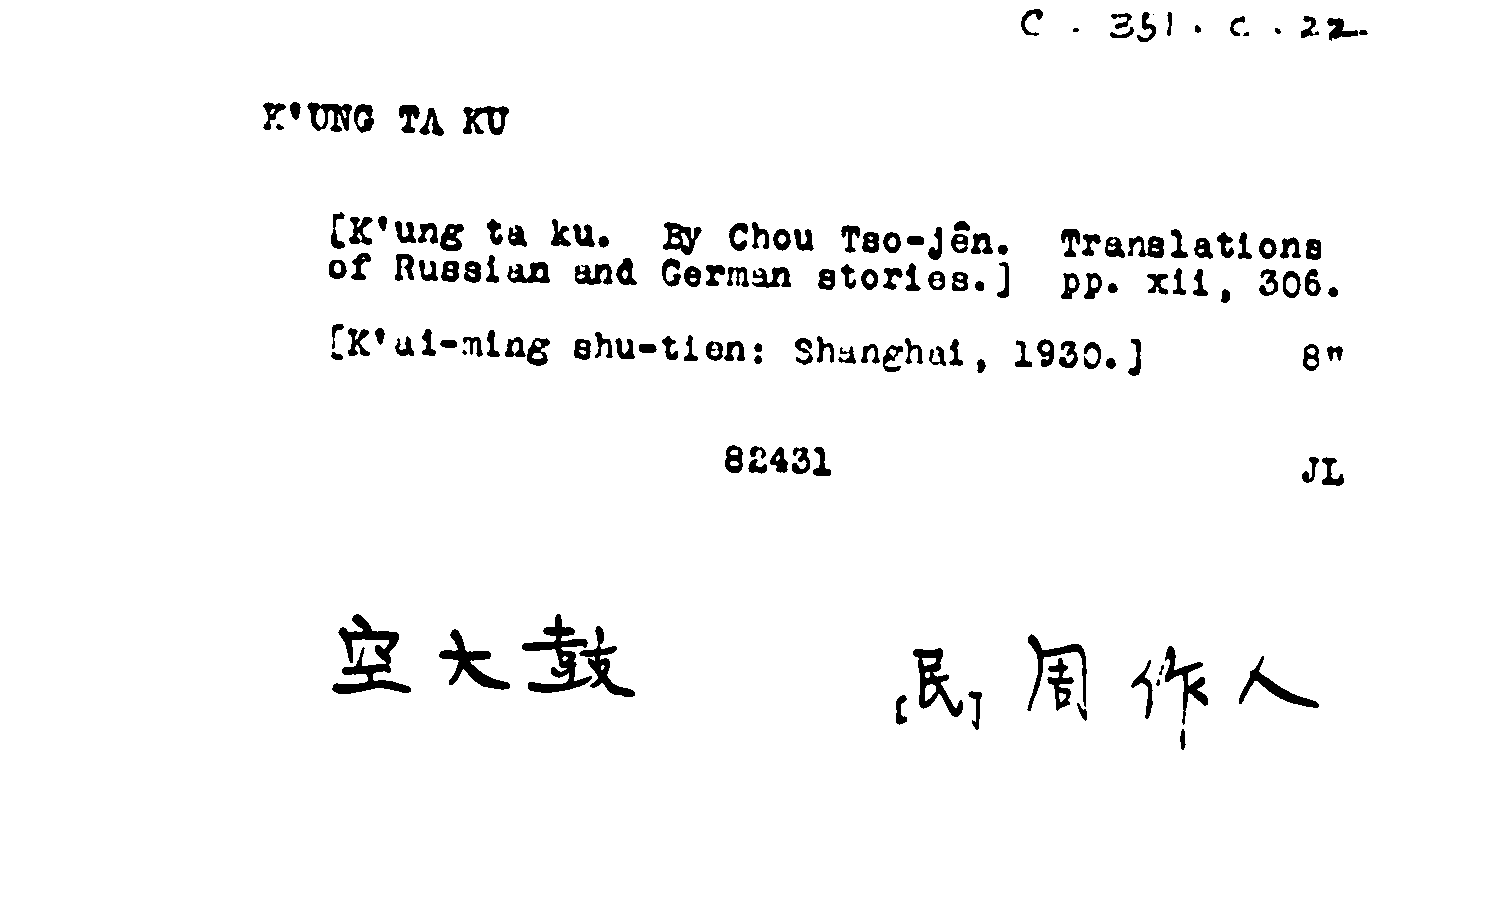 C . 351 . c . 22.
K'UNG TA KU
[K'ung ta ku. By Chou Tso-jên. Translations
of Russian and German stories.] pp. xii, 306.
[K'ai-ming shu-tien: Shanghai, 1930.] 8"
82431 JL
空大鼓 [民] 周作人